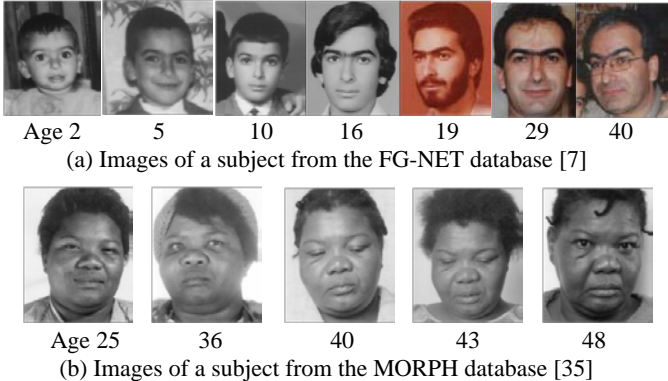 Age 2 5 10 16 19 29 40
(a) Images of a subject from the FG-NET database [7]
Age 25 36 40 43 48
(b) Images of a subject from the MORPH database [35]